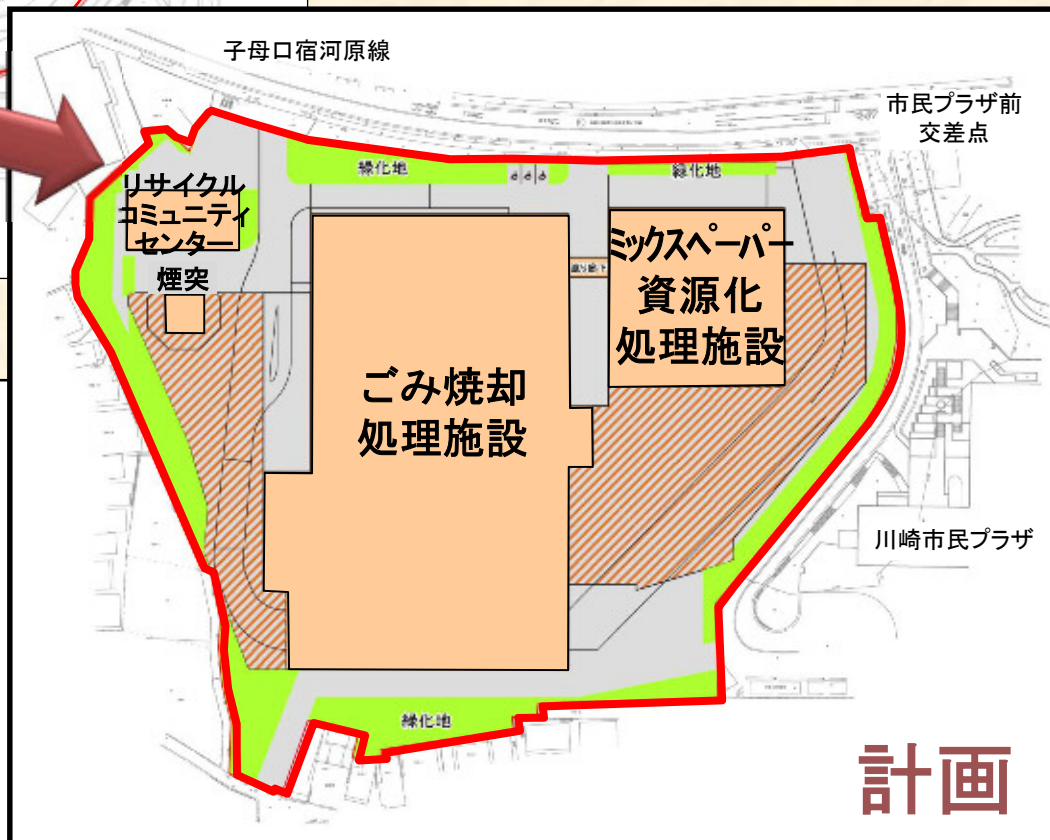 子母口宿河原線
市民プラザ前
交差点
緑化地
緑化地
リサイクル
コミュニティ
センター
煙突
ミックスペーパー
資源化
処理施設
ごみ焼却
処理施設
川崎市民プラザ
緑化地
計画